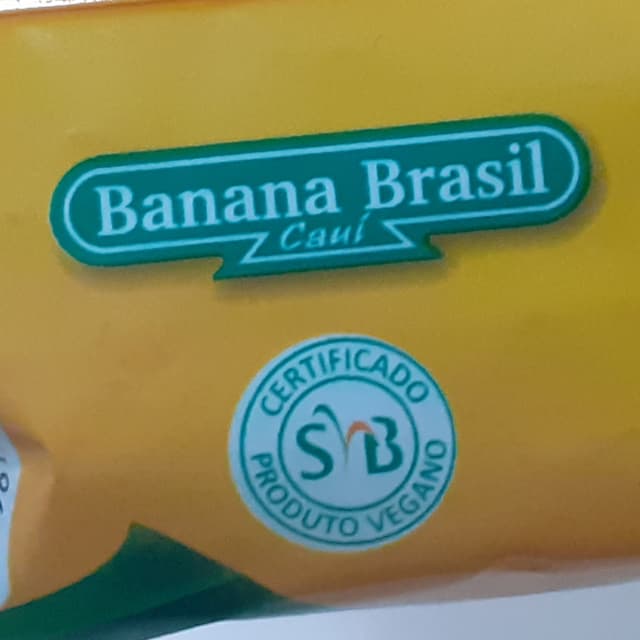 Banana Brasil
Cauí
CERTIFICADO
SVB
PRODUTO VEGANO